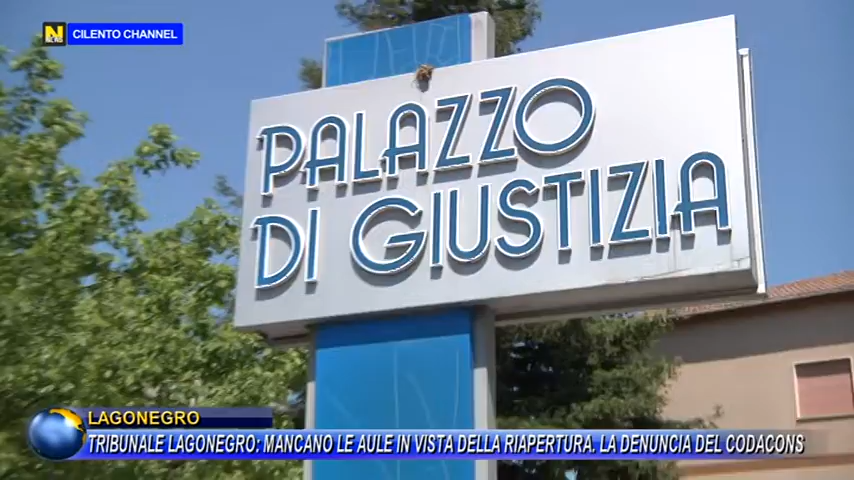 N
NEWS
CILENTO CHANNEL
PALAZZO
DI GIUSTIZIA
LAGONEGRO
TRIBUNALE LAGONEGRO: MANCANO LE AULE IN VISTA DELLA RIAPERTURA. LA DENUNCIA DEL CODACONS